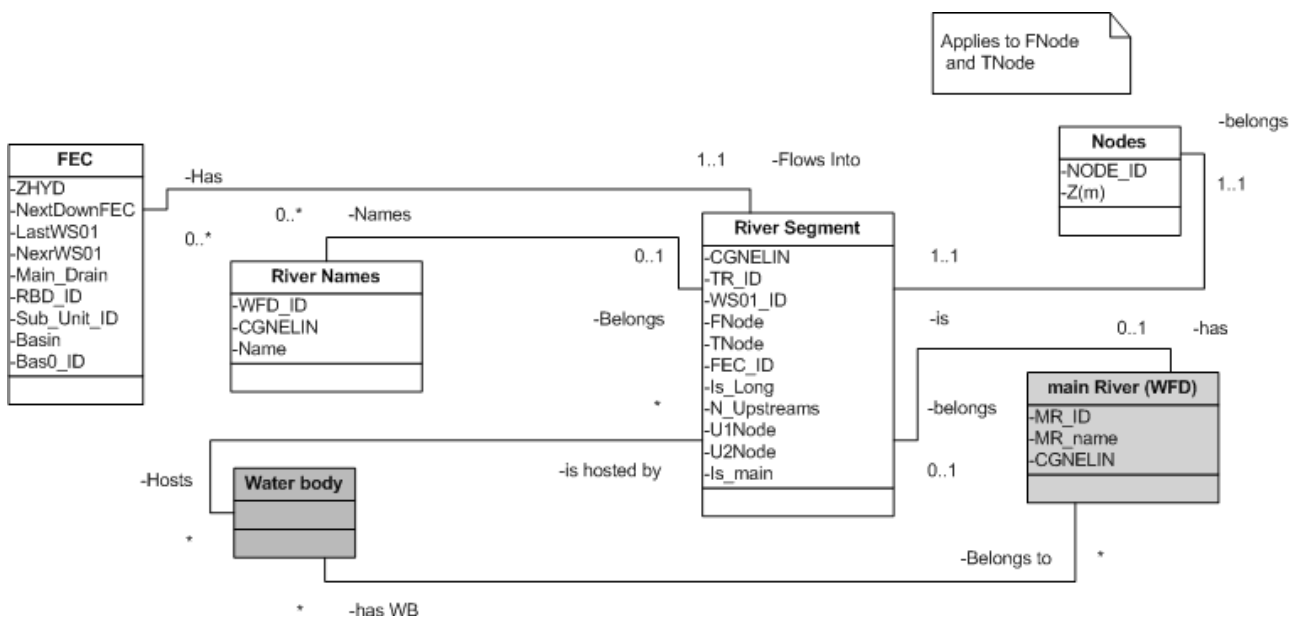 Applies to FNode
and TNode
FEC
-ZHYD
-NextDownFEC
-LastWS01
-NexrWS01
-Main_Drain
-RBD_ID
-Sub_Unit_ID
-Basin
-Bas0_ID
-Has
0..*
0..*
-Names
River Names
-WFD_ID
-CGNELIN
-Name
1..1
-Flows Into
0..1
-Belongs
River Segment
-CGNELIN
-TR_ID
-WS01_ID
-FNode
-TNode
-FEC_ID
-Is_Long
-N_Upstreams
-U1Node
-U2Node
-Is_main
Nodes
-NODE_ID
-Z(m)
-belongs
1..1
1..1
-is
0..1
-has
main River (WFD)
-MR_ID
-MR_name
-CGNELIN
-belongs
0..1
*
-is hosted by
-Hosts
*
Water body
-Belongs to
*
*
-has WB